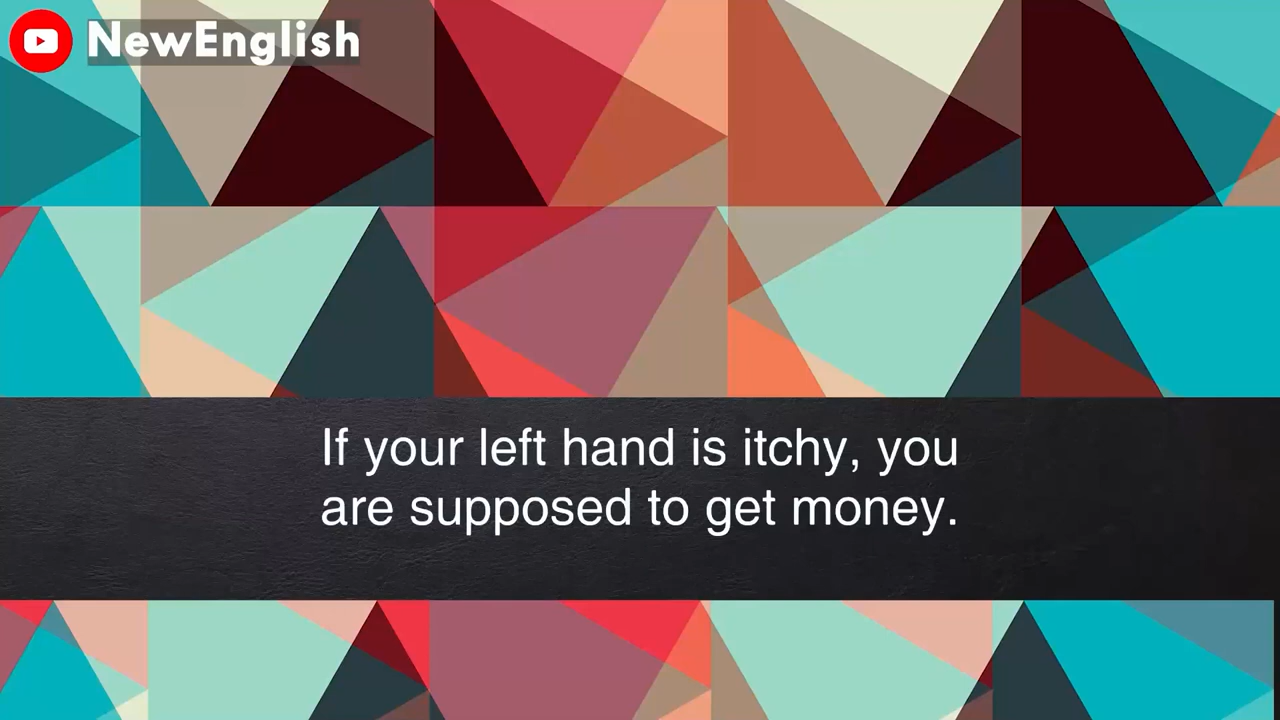 NewEnglish
If your left hand is itchy, you
are supposed to get money.